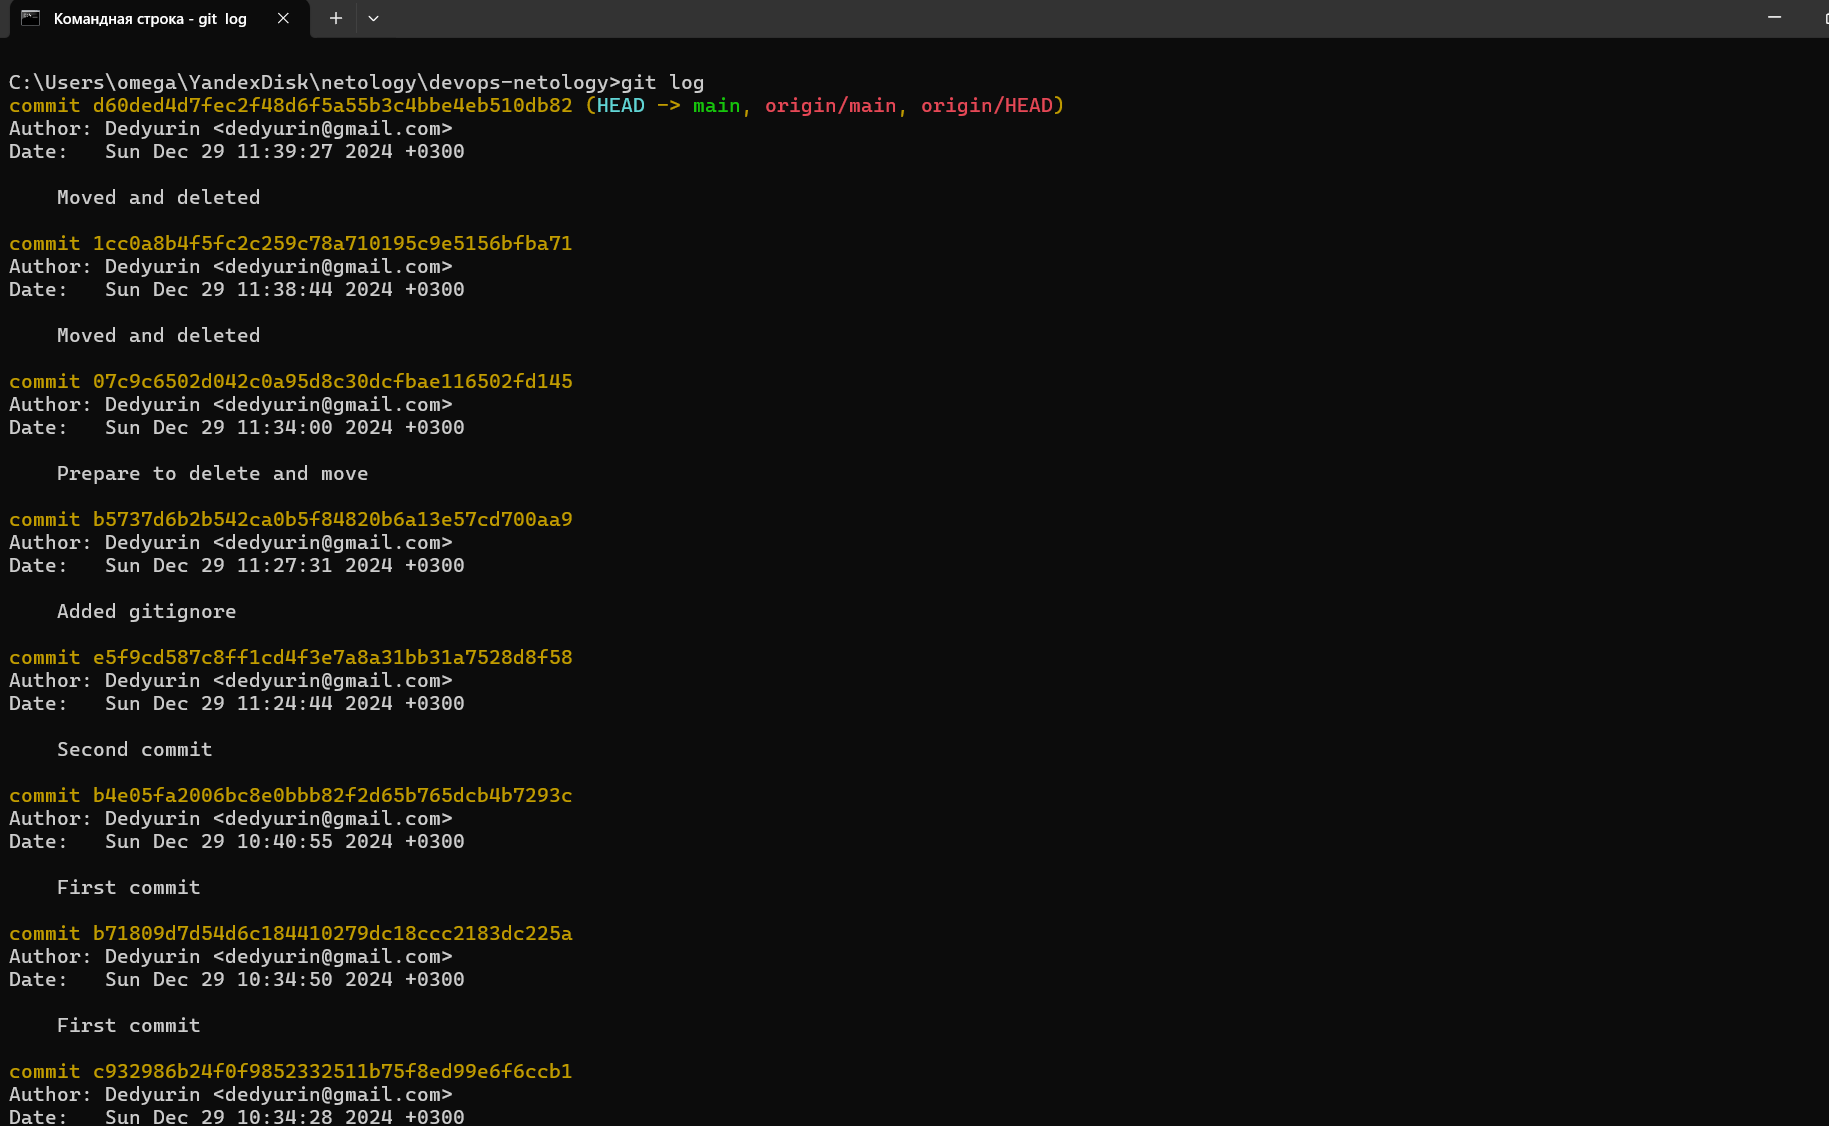 Командная строка - git log
C:\Users\omega\YandexDisk\netology\devops-netology>git log
commit d60ded4d7fec2f48d6f5a55b3c4bbe4eb510db82 (HEAD -> main, origin/main, origin/HEAD)
Author: Dedyurin <dedyurin@gmail.com>
Date:   Sun Dec 29 11:39:27 2024 +0300
Moved and deleted
commit 1cc0a8b4f5fc2c259c78a710195c9e5156bfba71
Author: Dedyurin <dedyurin@gmail.com>
Date:   Sun Dec 29 11:38:44 2024 +0300
Moved and deleted
commit 07c9c6502d042c0a95d8c30dcfbae116502fd145
Author: Dedyurin <dedyurin@gmail.com>
Date:   Sun Dec 29 11:34:00 2024 +0300
Prepare to delete and move
commit b5737d6b2b542ca0b5f84820b6a13e57cd700aa9
Author: Dedyurin <dedyurin@gmail.com>
Date:   Sun Dec 29 11:27:31 2024 +0300
Added gitignore
commit e5f9cd587c8ff1cd4f3e7a8a31bb31a7528d8f58
Author: Dedyurin <dedyurin@gmail.com>
Date:   Sun Dec 29 11:24:44 2024 +0300
Second commit
commit b4e05fa2006bc8e0bbb82f2d65b765dcb4b7293c
Author: Dedyurin <dedyurin@gmail.com>
Date:   Sun Dec 29 10:40:55 2024 +0300
First commit
commit b71809d7d54d6c184410279dc18ccc2183dc225a
Author: Dedyurin <dedyurin@gmail.com>
Date:   Sun Dec 29 10:34:50 2024 +0300
First commit
commit c932986b24f0f9852332511b75f8ed99e6f6ccb1
Author: Dedyurin <dedyurin@gmail.com>
Date:   Sun Dec 29 10:34:28 2024 +0300